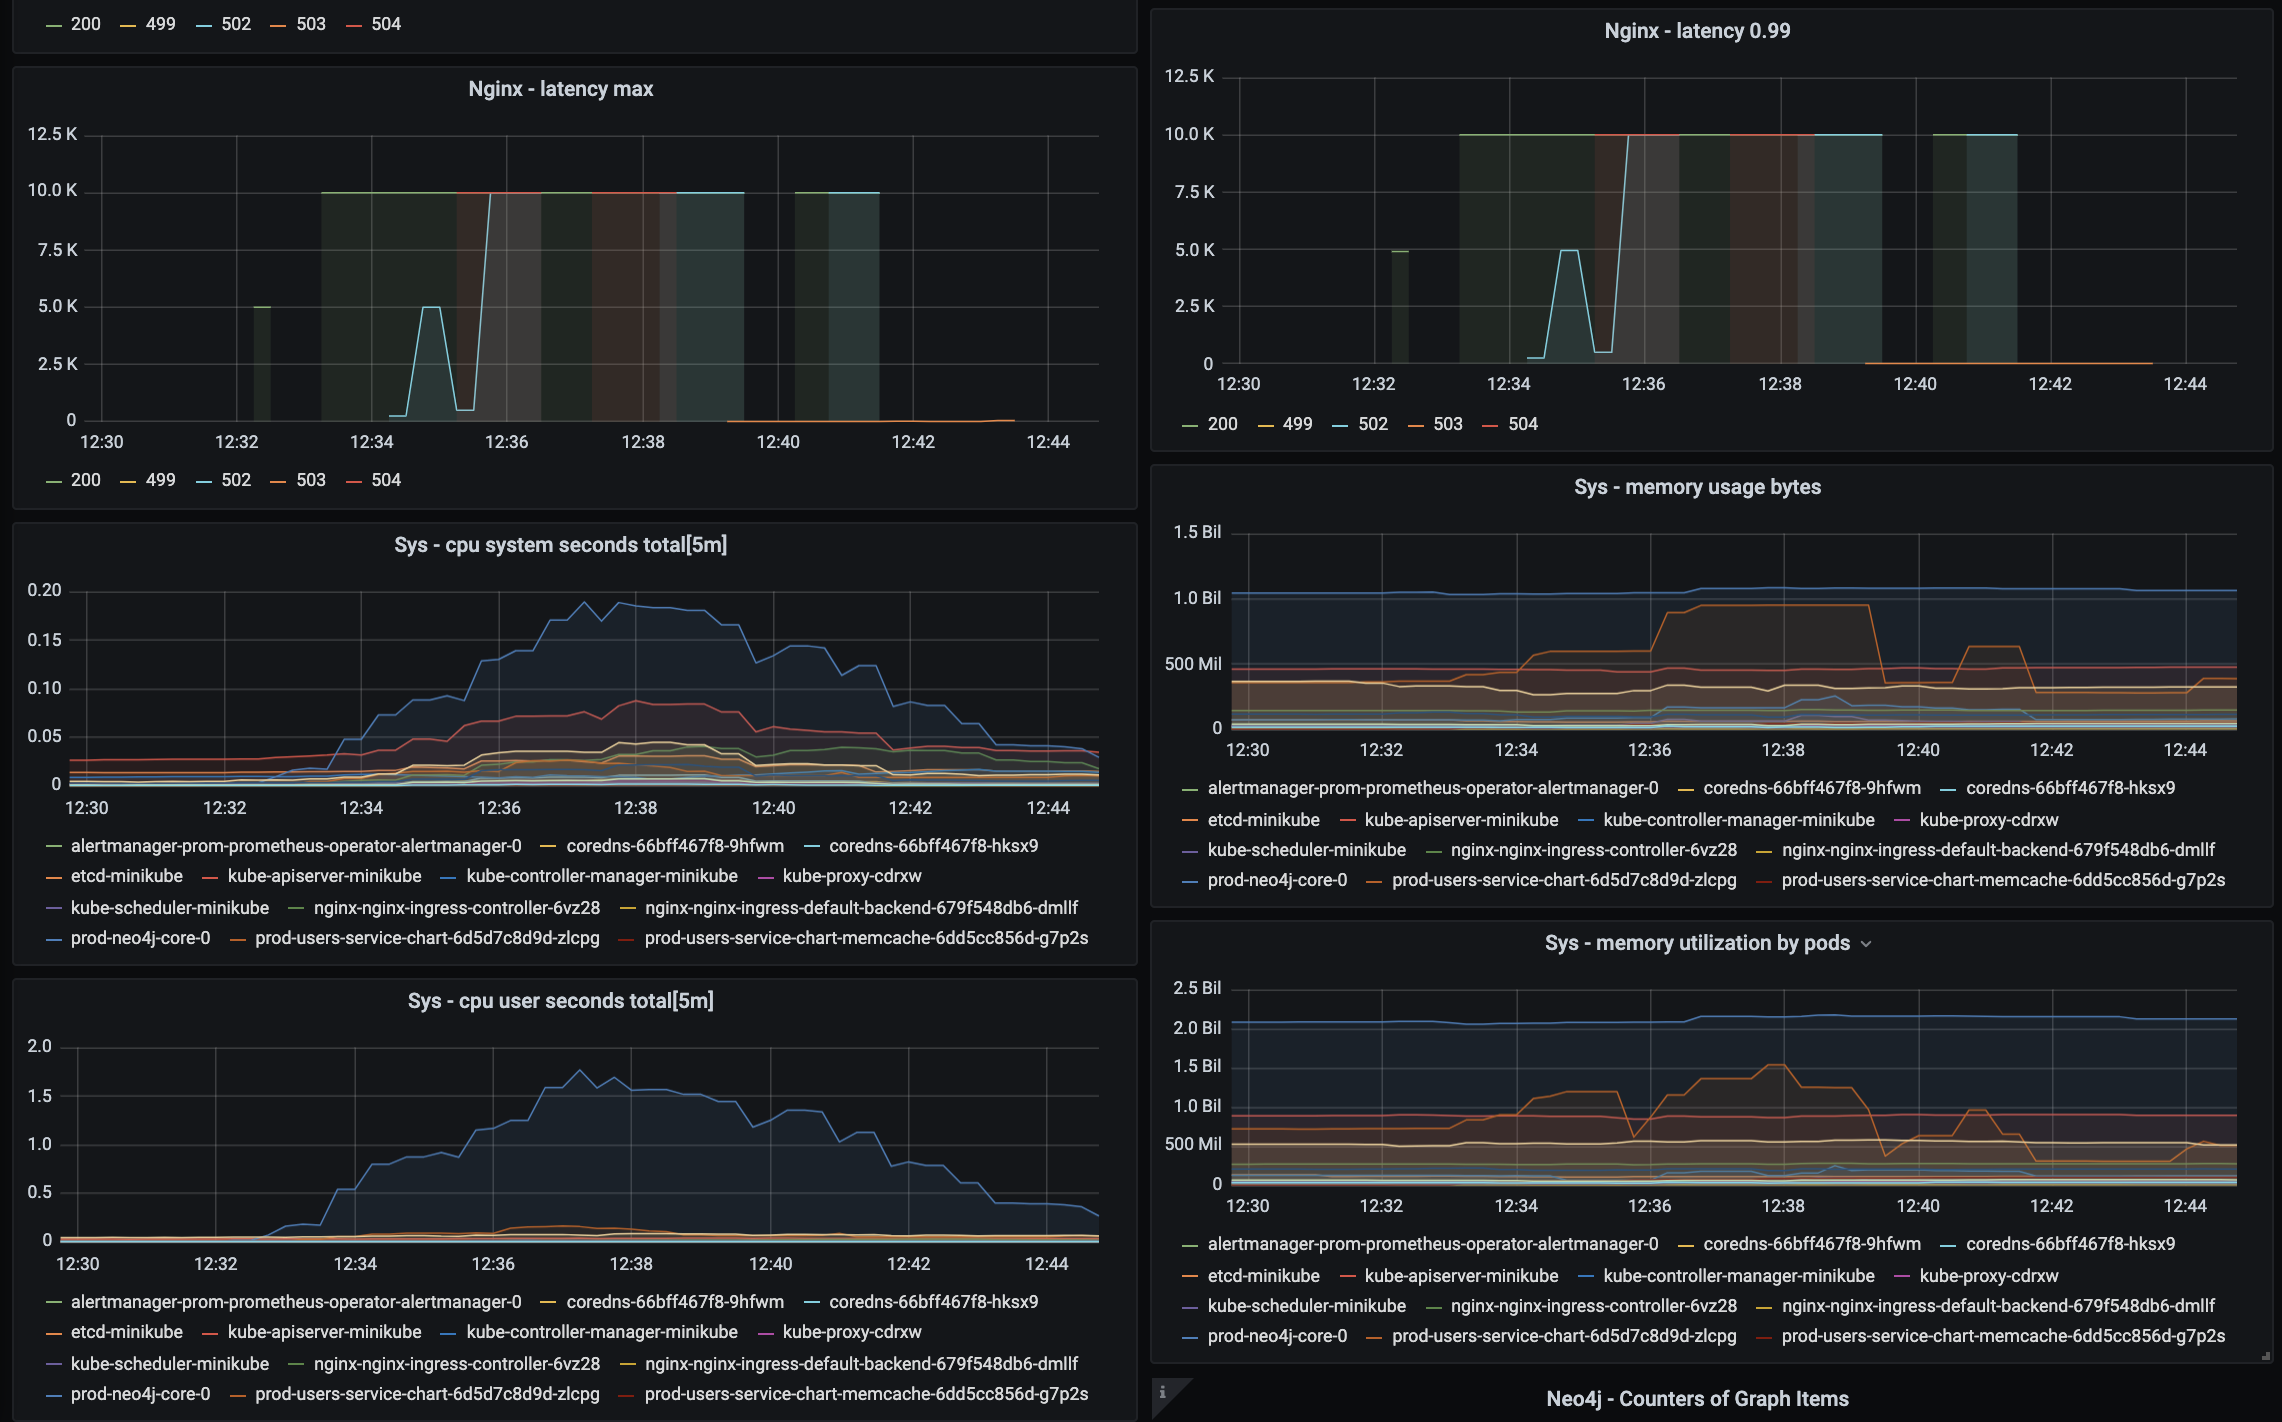 200 499 502 503 504
Nginx - latency max
12.5 K
10.0 K
7.5 K
5.0 K
2.5 K
0
12:30 12:32 12:34 12:36 12:38 12:40 12:42 12:44
200 499 502 503 504
Sys - cpu system seconds total[5m]
0.20
0.15
0.10
0.05
0
12:30 12:32 12:34 12:36 12:38 12:40 12:42 12:44
alertmanager-prom-prometheus-operator-alertmanager-0 coredns-66bff467f8-9hfwm coredns-66bff467f8-hksx9
etcd-minikube kube-apiserver-minikube kube-controller-manager-minikube kube-proxy-cdrxw
kube-scheduler-minikube nginx-nginx-ingress-controller-6vz28 nginx-nginx-ingress-default-backend-679f548db6-dmllf
prod-neo4j-core-0 prod-users-service-chart-6d5d7c8d9d-zlcpg prod-users-service-chart-memcache-6dd5cc856d-g7p2s
Sys - cpu user seconds total[5m]
2.0
1.5
1.0
0.5
0
12:30 12:32 12:34 12:36 12:38 12:40 12:42 12:44
alertmanager-prom-prometheus-operator-alertmanager-0 coredns-66bff467f8-9hfwm coredns-66bff467f8-hksx9
etcd-minikube kube-apiserver-minikube kube-controller-manager-minikube kube-proxy-cdrxw
kube-scheduler-minikube nginx-nginx-ingress-controller-6vz28 nginx-nginx-ingress-default-backend-679f548db6-dmllf
prod-neo4j-core-0 prod-users-service-chart-6d5d7c8d9d-zlcpg prod-users-service-chart-memcache-6dd5cc856d-g7p2s
Nginx - latency 0.99
12.5 K
10.0 K
7.5 K
5.0 K
2.5 K
0
12:30 12:32 12:34 12:36 12:38 12:40 12:42 12:44
200 499 502 503 504
Sys - memory usage bytes
1.5 Bil
1.0 Bil
500 Mil
0
12:30 12:32 12:34 12:36 12:38 12:40 12:42 12:44
alertmanager-prom-prometheus-operator-alertmanager-0 coredns-66bff467f8-9hfwm coredns-66bff467f8-hksx9
etcd-minikube kube-apiserver-minikube kube-controller-manager-minikube kube-proxy-cdrxw
kube-scheduler-minikube nginx-nginx-ingress-controller-6vz28 nginx-nginx-ingress-default-backend-679f548db6-dmllf
prod-neo4j-core-0 prod-users-service-chart-6d5d7c8d9d-zlcpg prod-users-service-chart-memcache-6dd5cc856d-g7p2s
Sys - memory utilization by pods
2.5 Bil
2.0 Bil
1.5 Bil
1.0 Bil
500 Mil
0
12:30 12:32 12:34 12:36 12:38 12:40 12:42 12:44
alertmanager-prom-prometheus-operator-alertmanager-0 coredns-66bff467f8-9hfwm coredns-66bff467f8-hksx9
etcd-minikube kube-apiserver-minikube kube-controller-manager-minikube kube-proxy-cdrxw
kube-scheduler-minikube nginx-nginx-ingress-controller-6vz28 nginx-nginx-ingress-default-backend-679f548db6-dmllf
prod-neo4j-core-0 prod-users-service-chart-6d5d7c8d9d-zlcpg prod-users-service-chart-memcache-6dd5cc856d-g7p2s
i
Neo4j - Counters of Graph Items